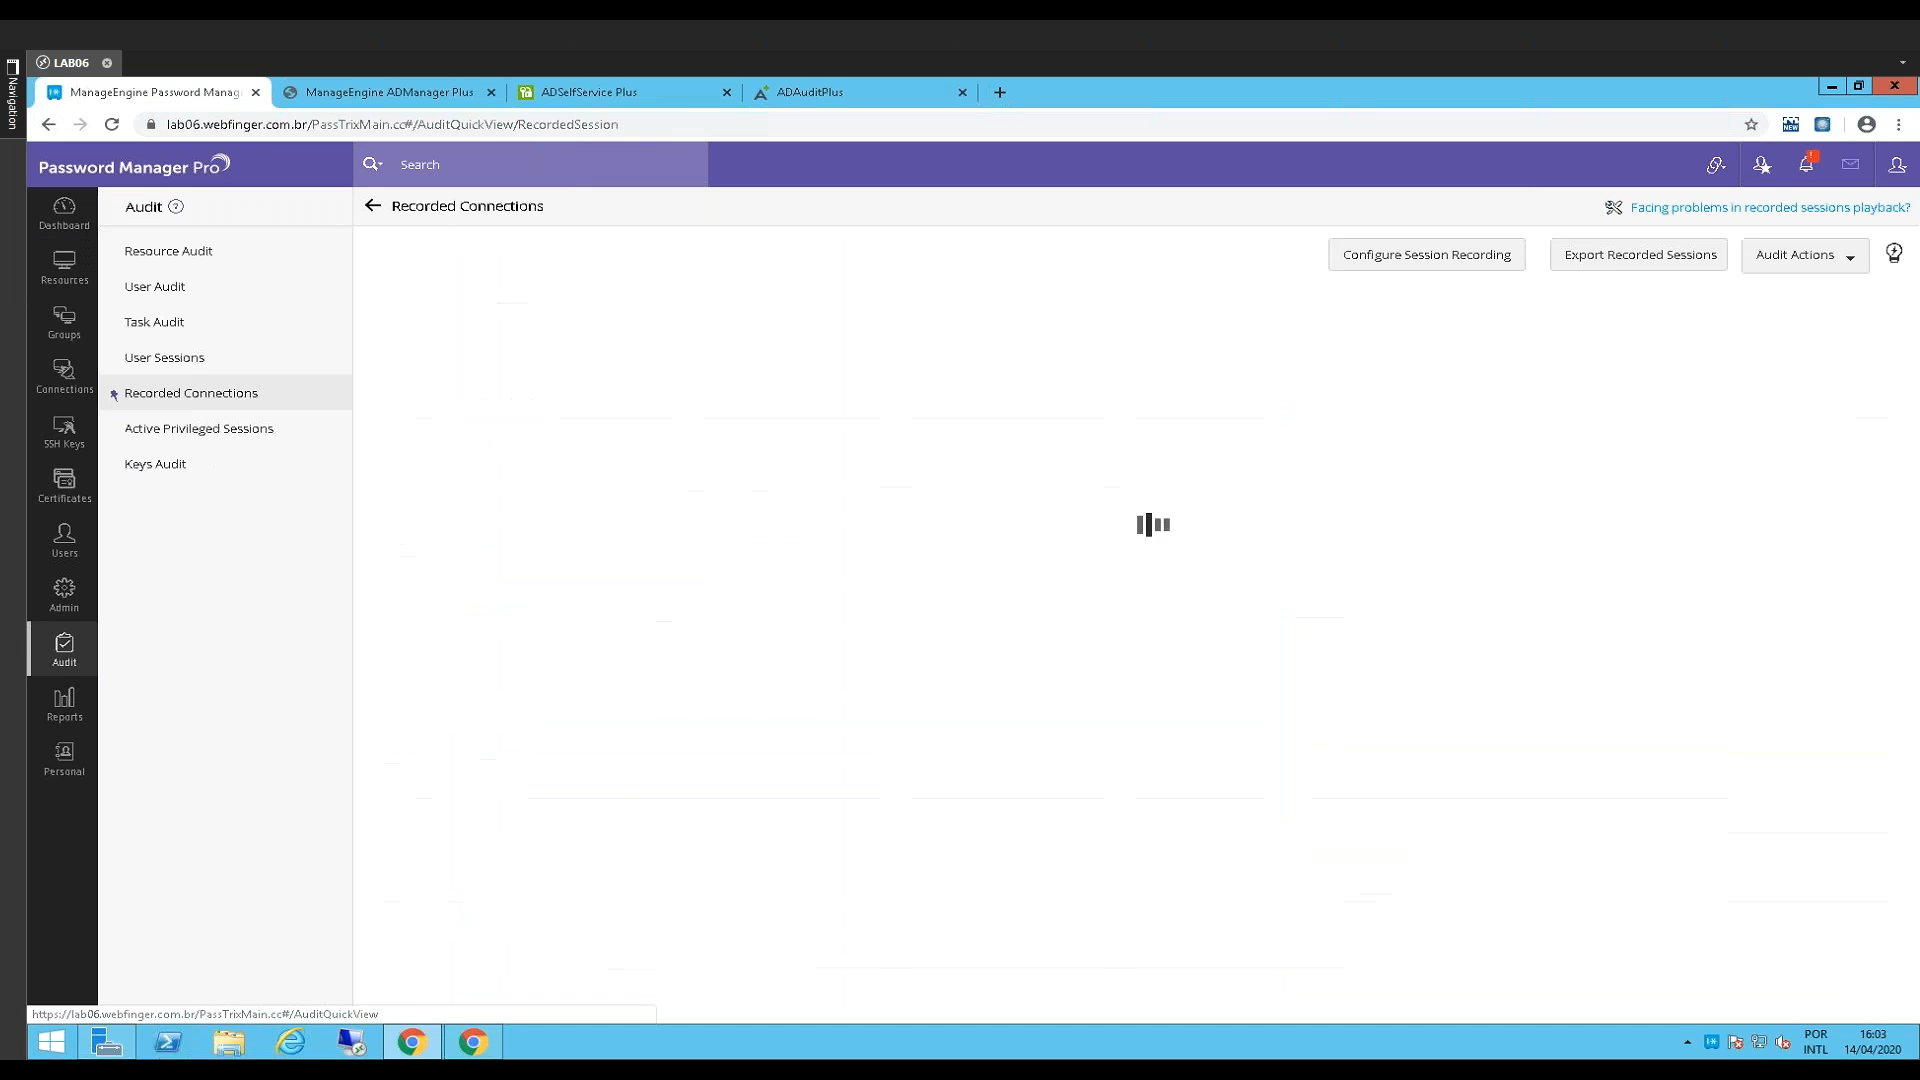 Navigation
LAB06
ManageEngine Password Manag
ManageEngine ADManager Plus
ADSelfService Plus
ADAuditPlus
lab06.webfinger.com.br/PassTrixMain.cc#/AuditQuickView/RecordedSession
NEW
Password Manager Pro
Search
Dashboard
Resources
Groups
Connections
SSH Keys
Certificates
Users
Admin
Audit
Reports
Personal
Audit ?
Resource Audit
User Audit
Task Audit
User Sessions
Recorded Connections
Active Privileged Sessions
Keys Audit
Recorded Connections
Facing problems in recorded sessions playback?
Configure Session Recording
Export Recorded Sessions
Audit Actions
https://lab06.webfinger.com.br/PassTrixMain.cc#/AuditQuickView
POR
INTL
16:03
14/04/2020